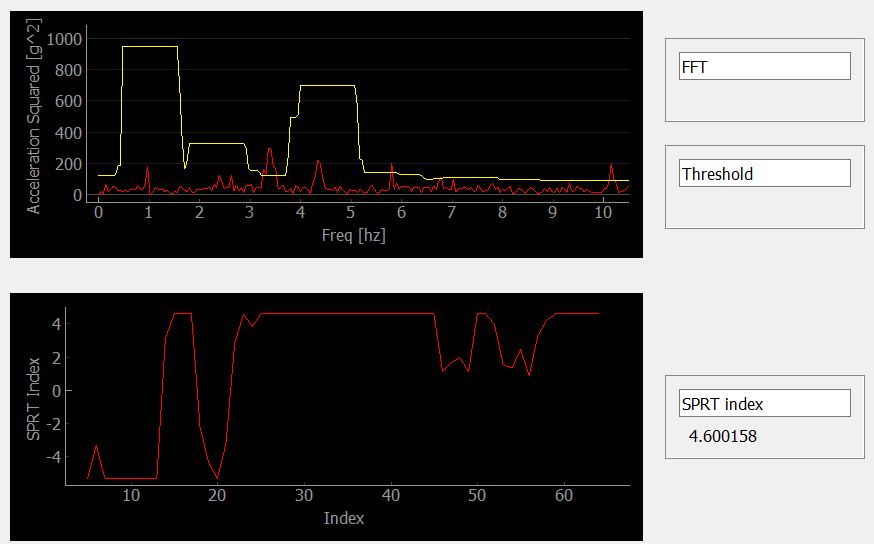 Acceleration Squared [g^2]
1000
800
600
400
200
0
0 1 2 3 4 5 6 7 8 9 10
Freq [hz]
FFT
Threshold
SPRT Index
4
2
0
-2
-4
10 20 30 40 50 60
Index
SPRT index
4.600158